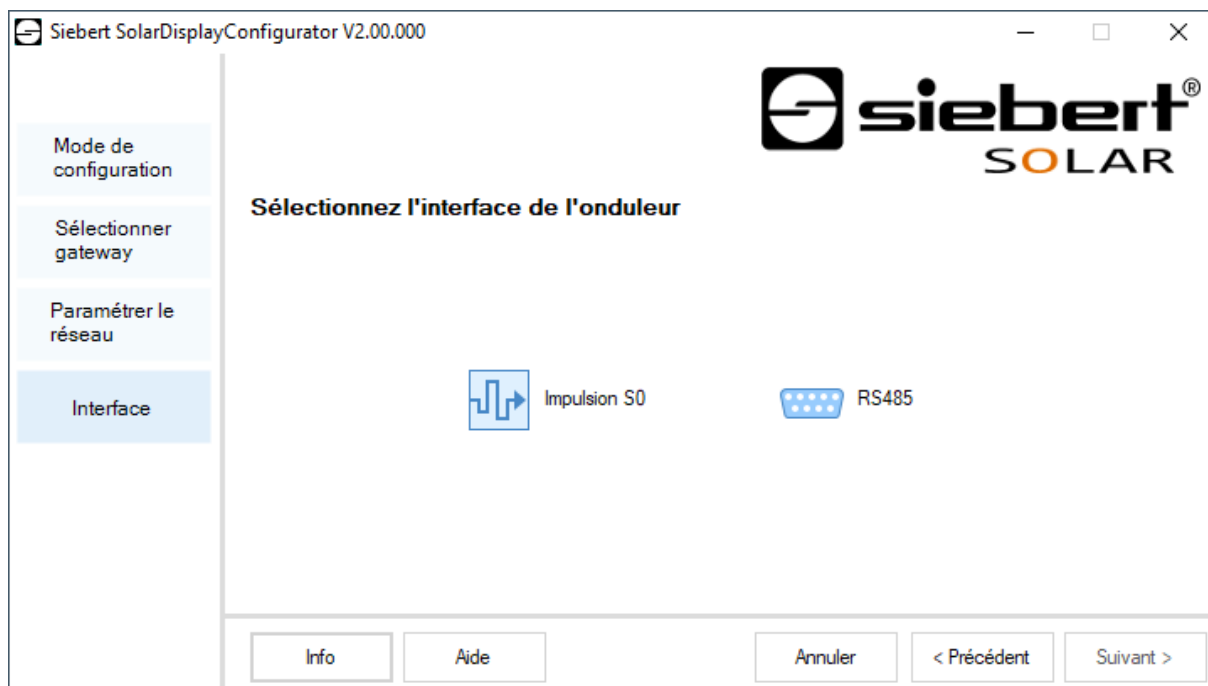 Siebert SolarDisplayConfigurator V2.00.000
siebert®
SOLAR
Mode de
configuration
Sélectionner
gateway
Paramétrer le
réseau
Interface
Sélectionnez l'interface de l'onduleur
Impulsion S0
RS485
Info
Aide
Annuler
< Précédent
Suivant >